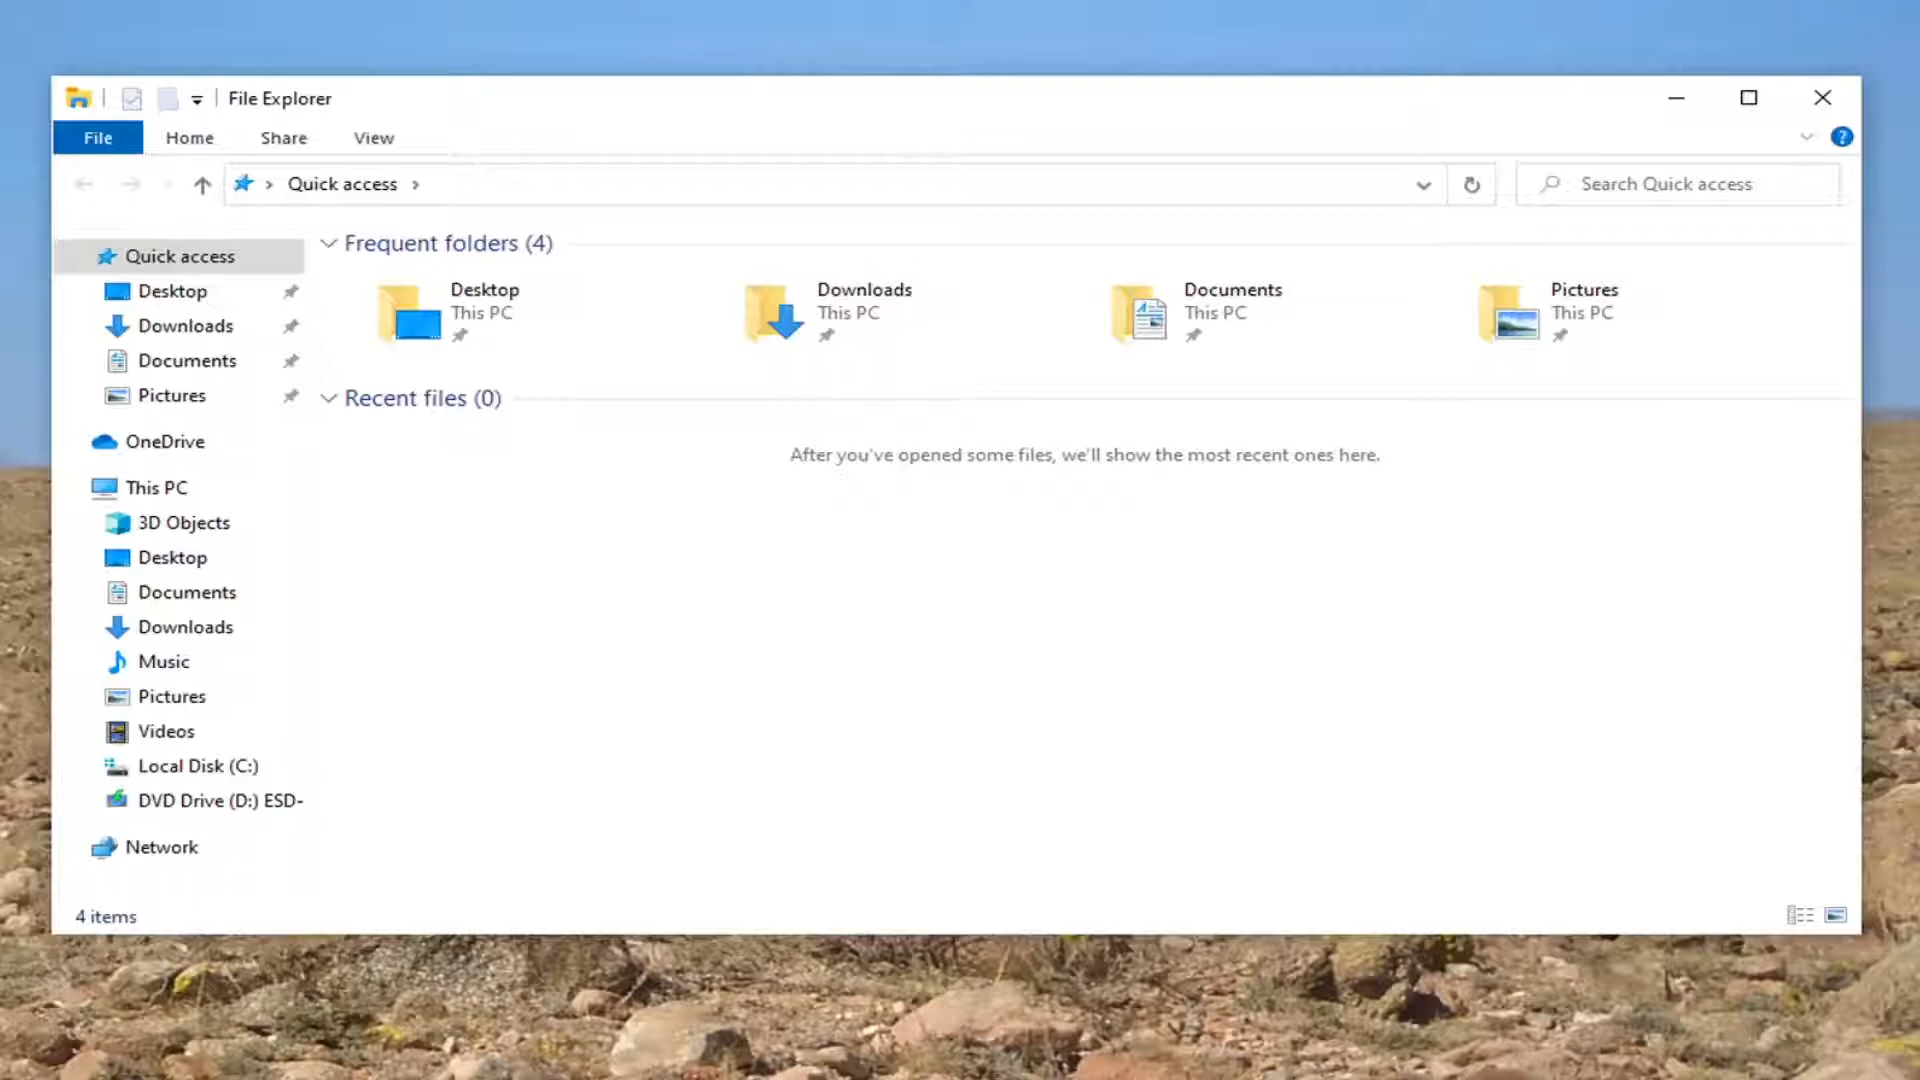 File Explorer
File Home Share View
Quick access
Search Quick access
Quick access
Desktop
Downloads
Documents
Pictures
OneDrive
This PC
3D Objects
Desktop
Documents
Downloads
Music
Pictures
Videos
Local Disk (C:)
DVD Drive (D:) ESD-
Network
Frequent folders (4)
Desktop
This PC
Downloads
This PC
Documents
This PC
Pictures
This PC
Recent files (0)
After you've opened some files, we'll show the most recent ones here.
4 items